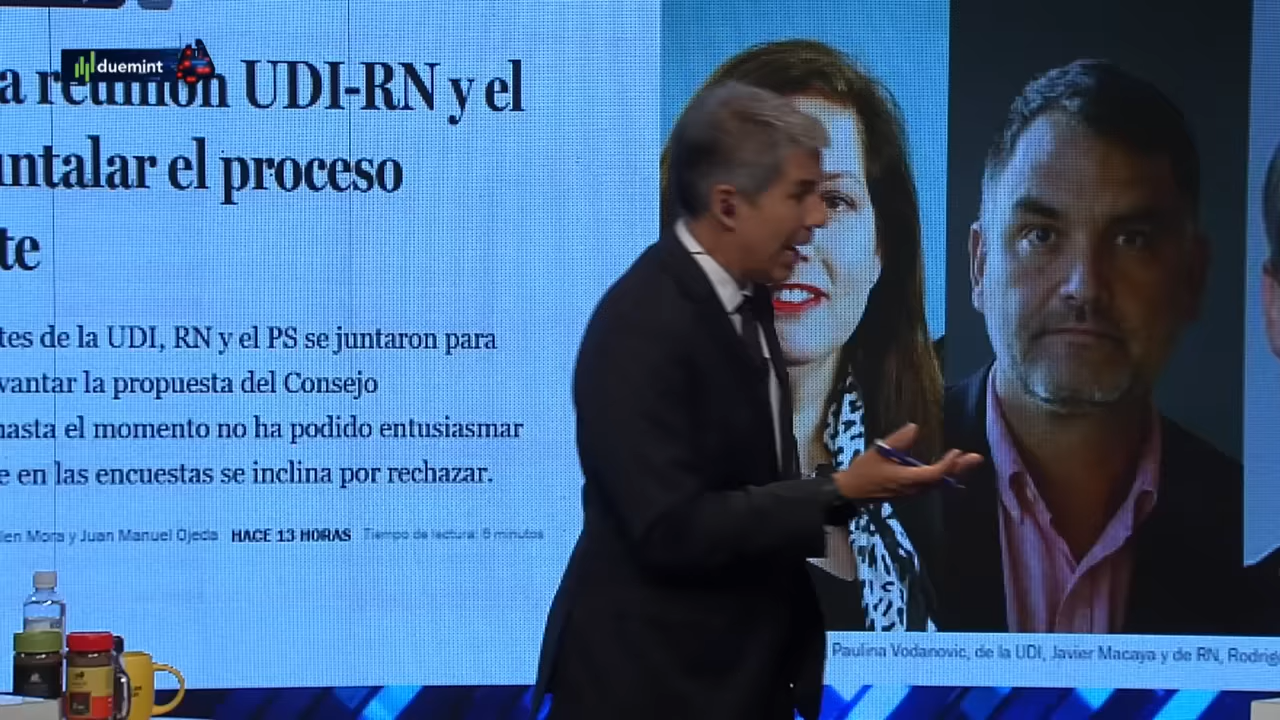 duemint
a reunión UDI-RN y el
untalar el proceso
te
tes de la UDI, RN y el PS se juntaron para
vantar la propuesta del Consejo
hasta el momento no ha podido entusiasmar
e en las encuestas se inclina por rechazar.
len Mora y Juan Manuel Ojeda HACE 13 HORAS Tiempo de lectura: 6 minutos
Paulina Vodanovic, de la UDI, Javier Macaya y de RN, Rodrig